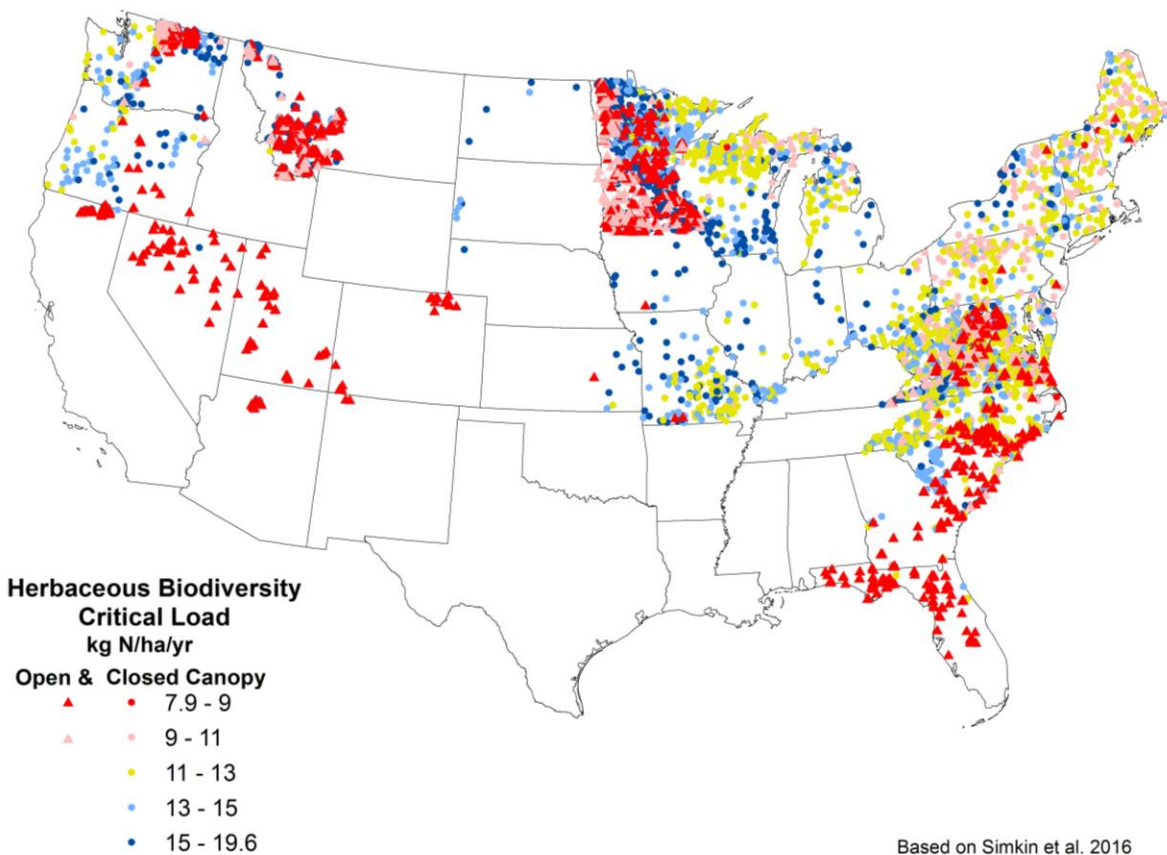 Herbaceous Biodiversity
Critical Load
kg N/ha/yr
Open & Closed Canopy
7.9 - 9
9 - 11
11 - 13
13 - 15
15 - 19.6
Based on Simkin et al. 2016